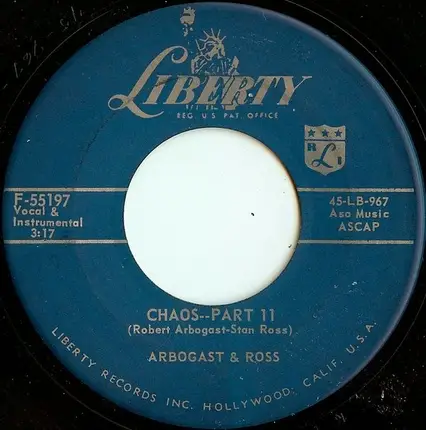 LIBERTY
REG. U.S. PAT. OFFICE
R L I
F-55197
Vocal &
Instrumental
3:17
45-LB-967
Asa Music
ASCAP
CHAOS--PART 11
(Robert Arbogast-Stan Ross)
ARBOGAST & ROSS
LIBERTY RECORDS INC. HOLLYWOOD, CALIF. U.S.A.